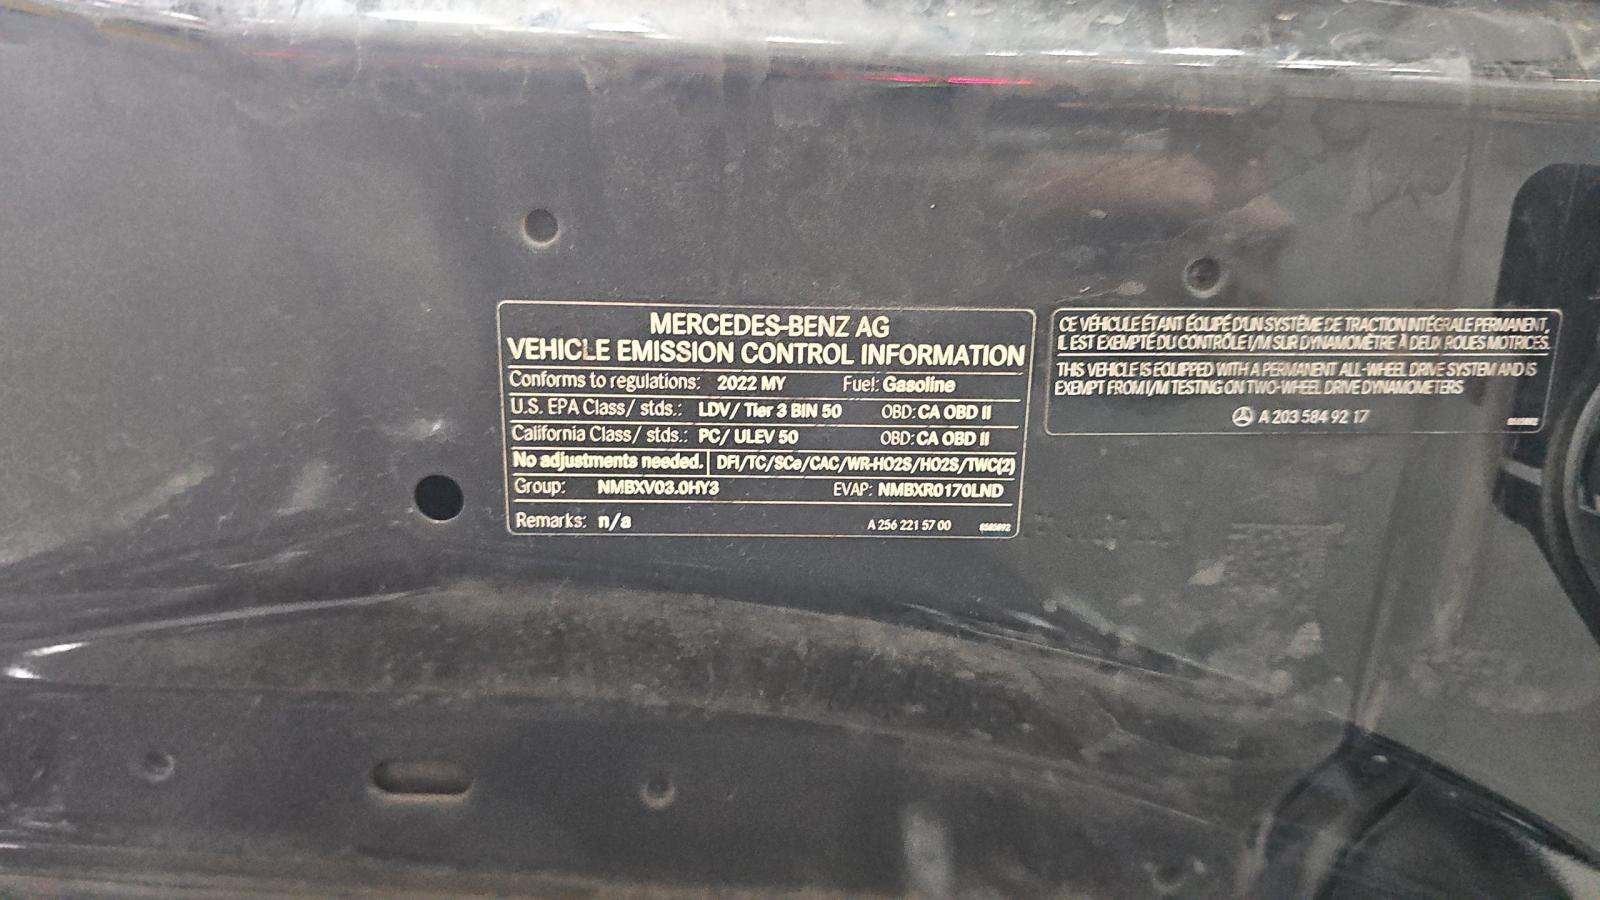 MERCEDES-BENZ AG
VEHICLE EMISSION CONTROL INFORMATION
Conforms to regulations: 2022 MY Fuel: Gasoline
U.S. EPA Class/ stds.: LDV/ Tier 3 BIN 50 OBD: CA OBD II
California Class/ stds.: PC/ ULEV 50 OBD: CA OBD II
No adjustments needed. DFI/TC/SCe/CAC/WR-HO2S/HO2S/TWC(2)
Group: NMBXV03.0HY3 EVAP: NMBXR0170LND
Remarks: n/a A 256 221 57 00
CE VÉHICULE ÉTANT ÉQUIPÉ D'UN SYSTÈME DE TRACTION INTÉGRALE PERMANENT,
IL EST EXEMPTÉ DU CONTRÔLE I/M SUR DYNAMOMÈTRE À DEUX ROUES MOTRICES.
THIS VEHICLE IS EQUIPPED WITH A PERMANENT ALL-WHEEL DRIVE SYSTEM AND IS
EXEMPT FROM I/M TESTING ON TWO-WHEEL DRIVE DYNAMOMETERS
A 203 584 92 17